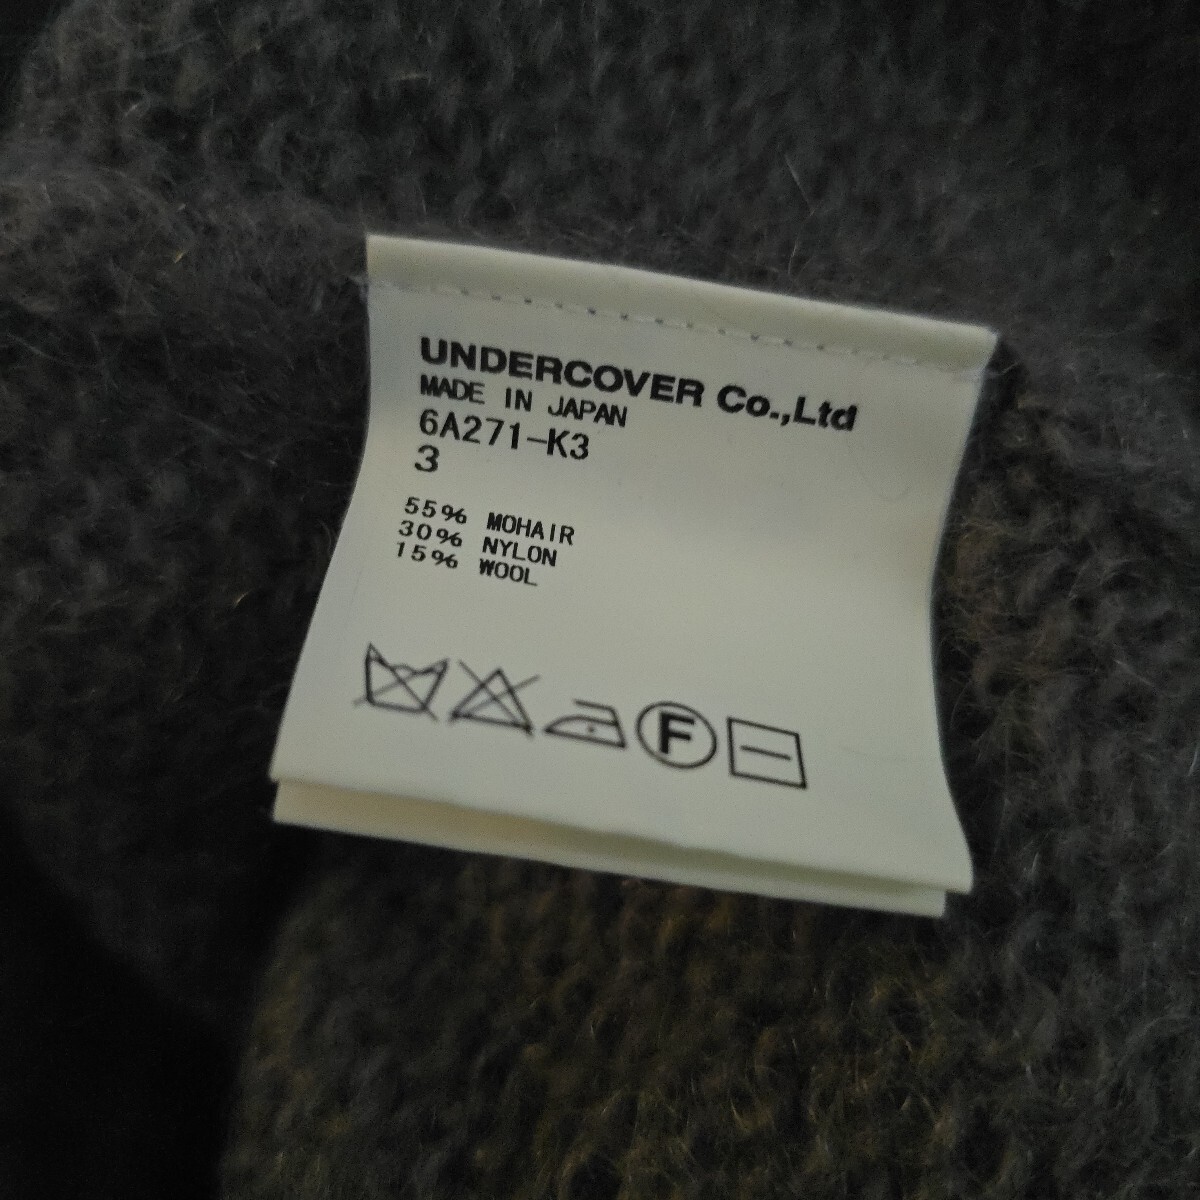 UNDERCOVER Co.,Ltd
MADE IN JAPAN
6A271-K3
3
55% MOHAIR
30% NYLON
15% WOOL
F